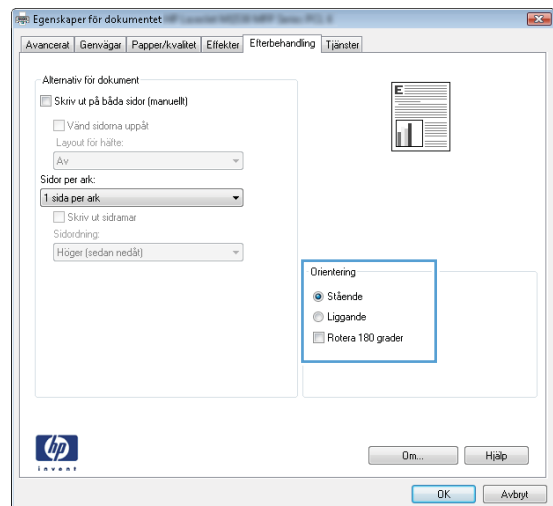 Egenskaper för dokumentet
Avancerat Genvägar Papper/kvalitet Effekter Efterbehandling Tjänster
Alternativ för dokument
Skriv ut på båda sidor (manuellt)
Vänd sidorna uppåt
Layout för häfte:
Av
Sidor per ark:
1 sida per ark
Skriv ut sidramar
Sidordning:
Höger (sedan nedåt)
E
Orientering
Stående
Liggande
Rotera 180 grader
hp
invent
Om... Hjälp
OK Avbryt